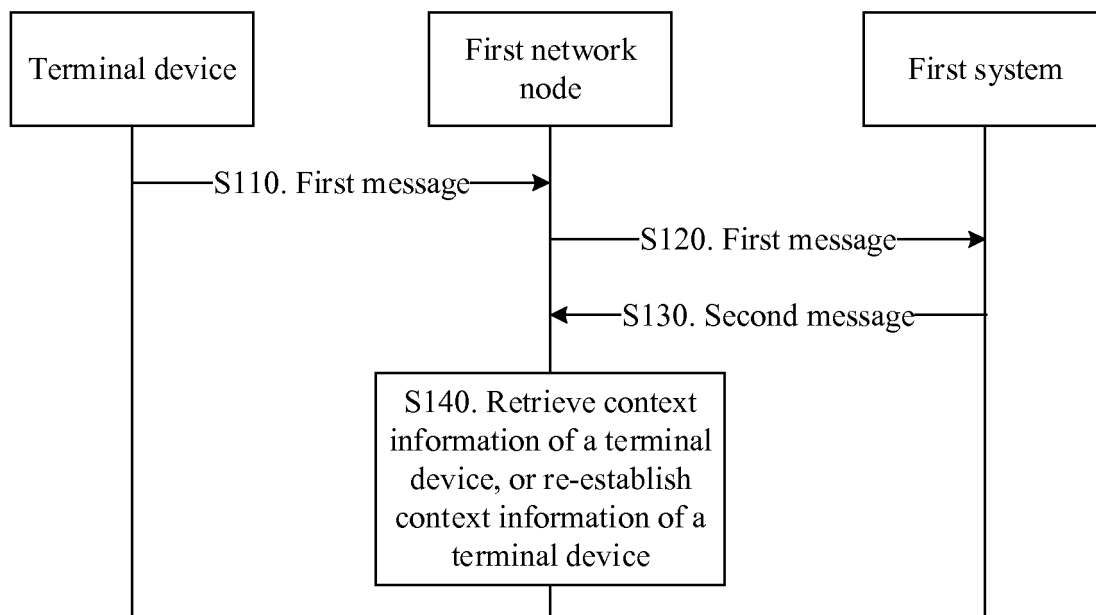 Terminal device
First network
node
First system
S110. First message
S120. First message
S130. Second message
S140. Retrieve context
information of a terminal
device, or re-establish
context information of a
terminal device